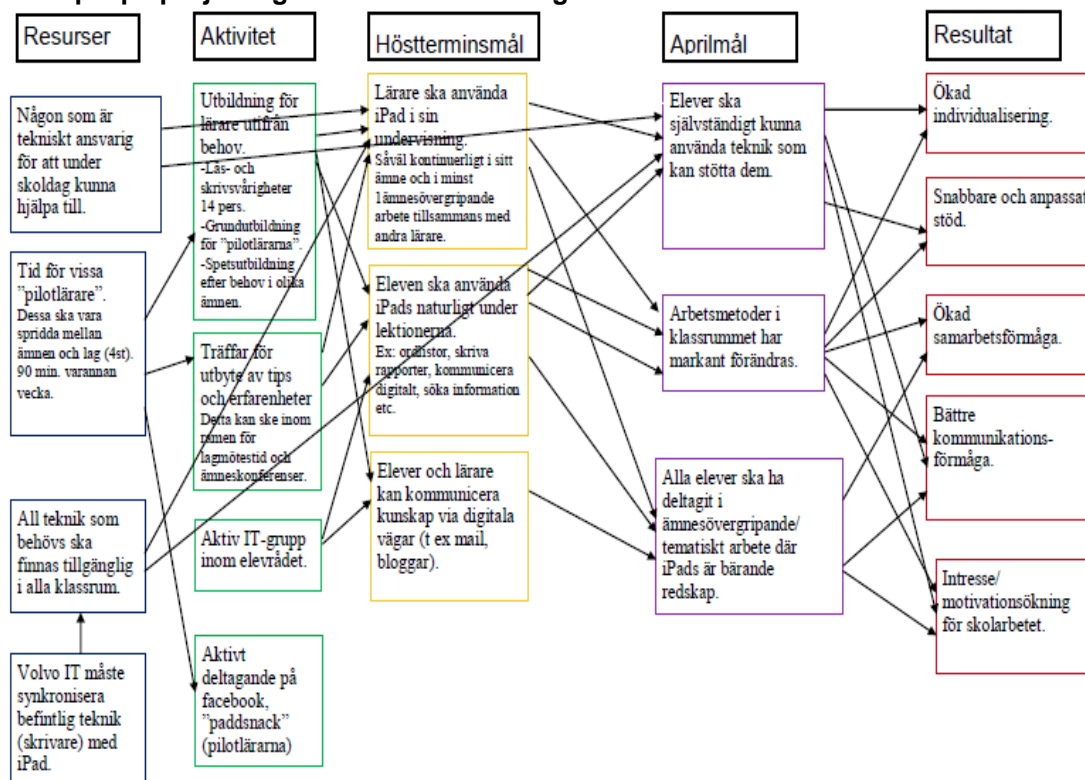 Resurser
Aktivitet
Höstterminsmål
Aprilmål
Resultat
Någon som är
tekniskt ansvarig
för att under
skoldag kunna
hjälpa till.
Tid för vissa
”pilotlärare”.
Dessa ska vara
spridda mellan
ämnen och lag (4st).
90 min. varannan
vecka.
All teknik som
behövs ska
finnas tillgänglig
i alla klassrum.
Volvo IT måste
synkronisera
befintlig teknik
(skrivare) med
iPad.
Utbildning för
lärare utifrån
behov.
-Läs- och
skrivsvårigheter
14 pers.
-Grundutbildning
för ”pilotlärarna”.
-Spetsutbildning
efter behov i olika
ämnen.
Träffar för
utbyte av tips
och erfarenheter
Detta kan ske inom
ramen för
lagmötestid och
ämneskonferenser.
Aktiv IT-grupp
inom elevrådet.
Aktivt
deltagande på
facebook,
”paddsnack”
(pilotlärarna)
Lärare ska använda
iPad i sin
undervisning.
Såväl kontinuerligt i sitt
ämne och i minst
1ämnesövergripande
arbete tillsammans med
andra lärare.
Eleven ska använda
iPads naturligt under
lektionerna.
Ex: ordlistor, skriva
rapporter, kommunicera
digitalt, söka information
etc.
Elever och lärare
kan kommunicera
kunskap via digitala
vägar (t ex mail,
bloggar).
Elever ska
självständigt kunna
använda teknik som
kan stötta dem.
Arbetsmetoder i
klassrummet har
markant förändras.
Alla elever ska ha
deltagit i
ämnesövergripande/
tematiskt arbete där
iPads är bärande
redskap.
Ökad
individualisering.
Snabbare och anpassat
stöd.
Ökad
samarbetsförmåga.
Bättre
kommunikations-
förmåga.
Intresse/
motivationsökning
för skolarbetet.